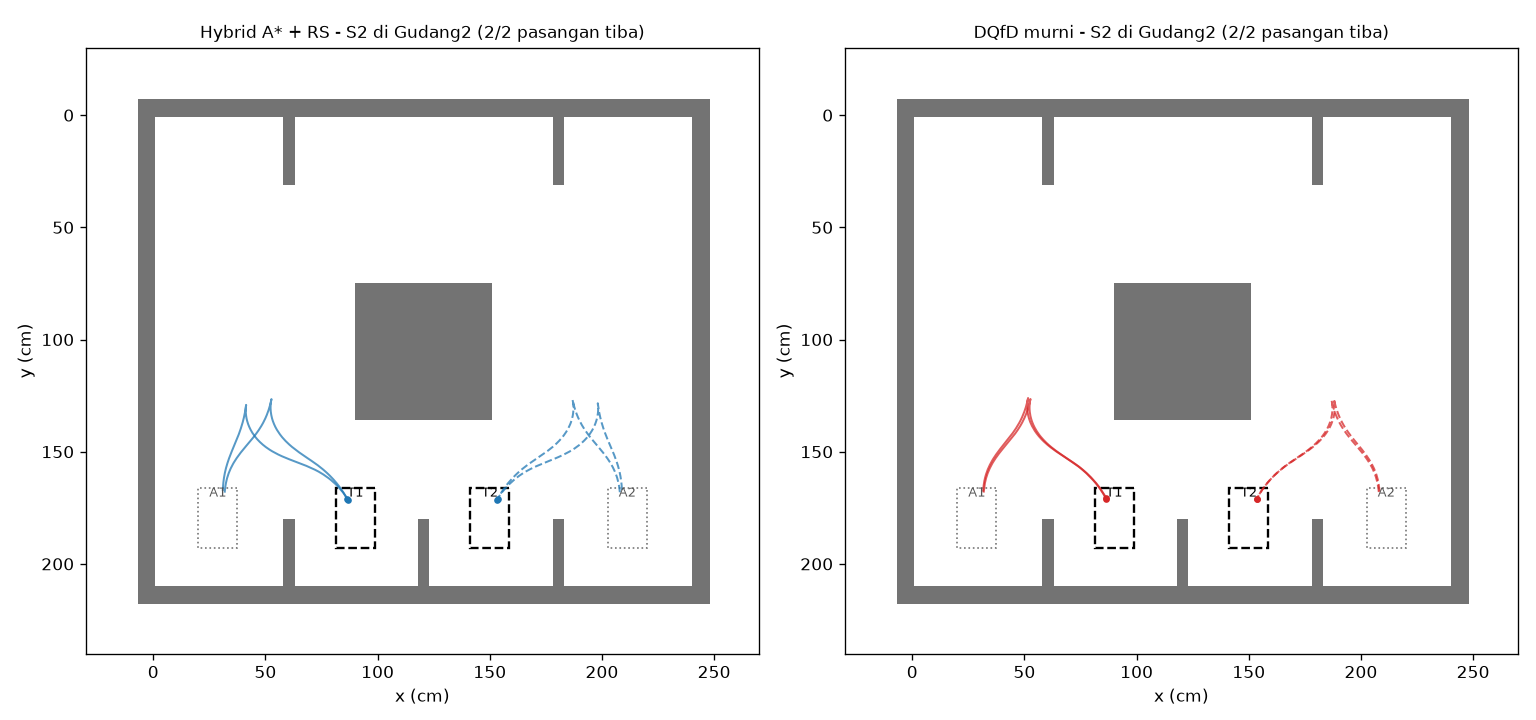 Hybrid A* + RS - S2 di Gudang2 (2/2 pasangan tiba)
0
50
100
150
200
y (cm)
A1
T1
T2
A2
0
50
100
150
200
250
x (cm)
DQfD murni - S2 di Gudang2 (2/2 pasangan tiba)
0
50
100
150
200
y (cm)
A1
T1
T2
A2
0
50
100
150
200
250
x (cm)